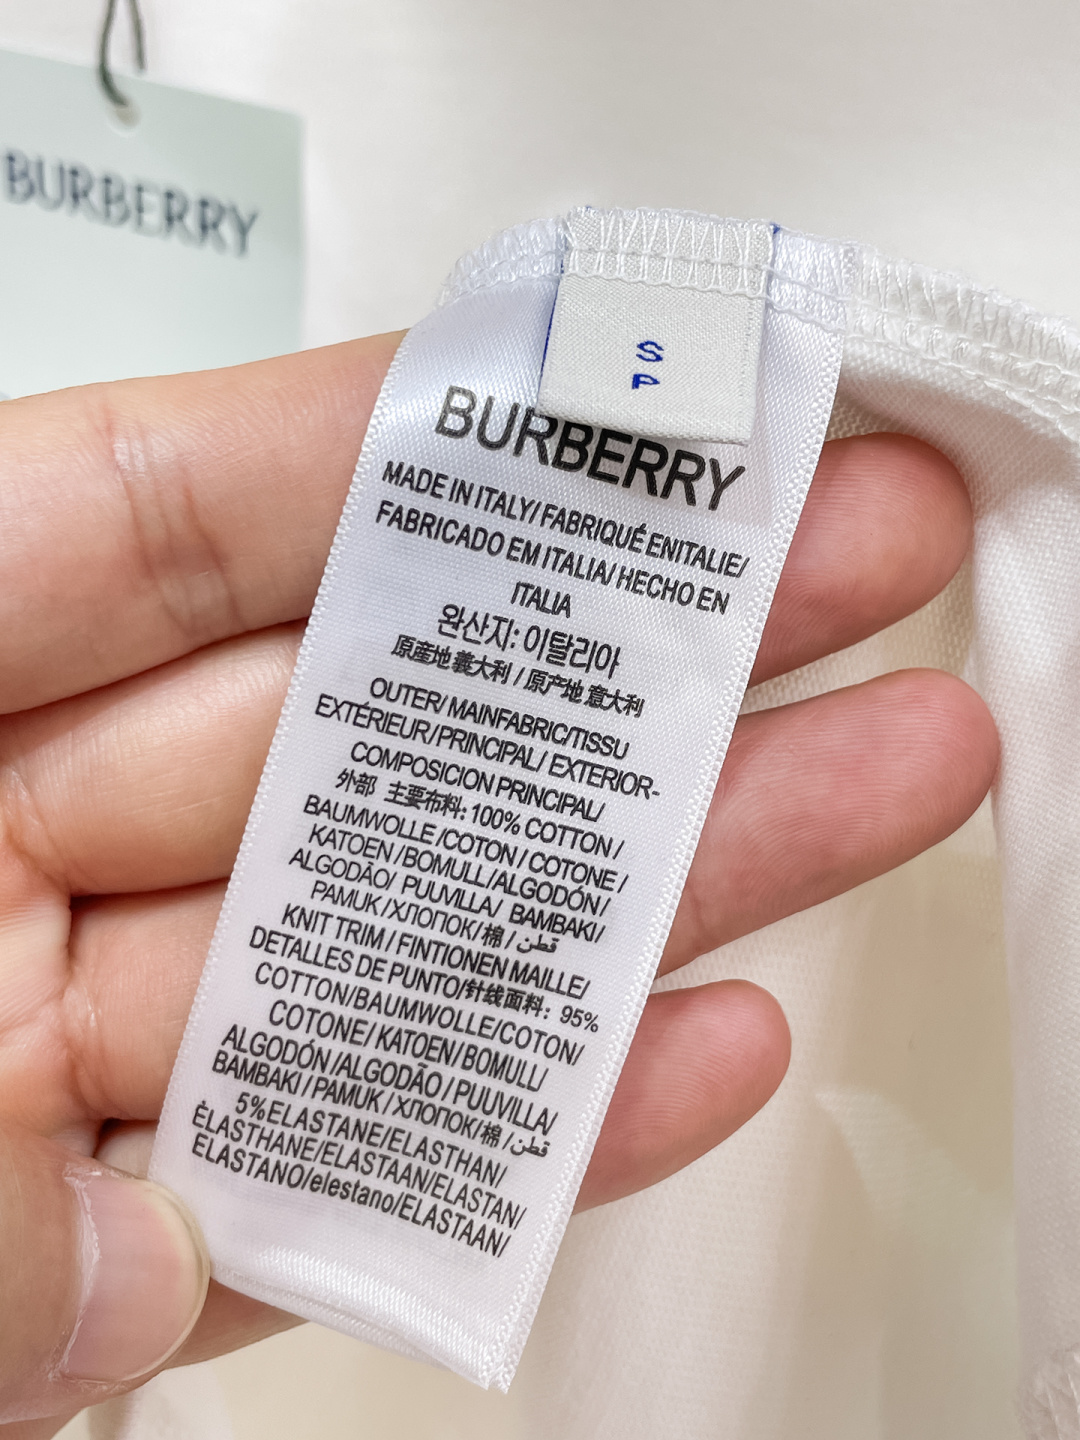 BURBERRY
S
P
BURBERRY
MADE IN ITALY/ FABRIQUÉ ENITALIE/
FABRICADO EM ITALIA/ HECHO EN
ITALIA
완산지: 이탈리아
原産地 義大利 / 原产地 意大利
OUTER/ MAINFABRIC/TISSU
EXTÉRIEUR/PRINCIPAL/ EXTERIOR-
COMPOSICION PRINCIPAL/
外部 主要布料: 100% COTTON /
BAUMWOLLE /COTON / COTONE /
KATOEN /BOMULL/ALGODÓN /
ALGODÃO/ PUUVILLA/ BAMBAKI/
PAMUK /ХЛОПОК/ 棉 / قطن
KNIT TRIM / FINTIONEN MAILLE/
DETALLES DE PUNTO/针线面料: 95%
COTTON/BAUMWOLLE/COTON/
COTONE/ KATOEN/ BOMULL/
ALGODÓN /ALGODÃO / PUUVILLA/
BAMBAKI / PAMUK / ХЛОПОК/ 棉 / قطن
5%ELASTANE/ELASTHAN/
ÈLASTHANE/ELASTAAN/ELASTAN/
ELASTANO/elestano/ELASTAAN/